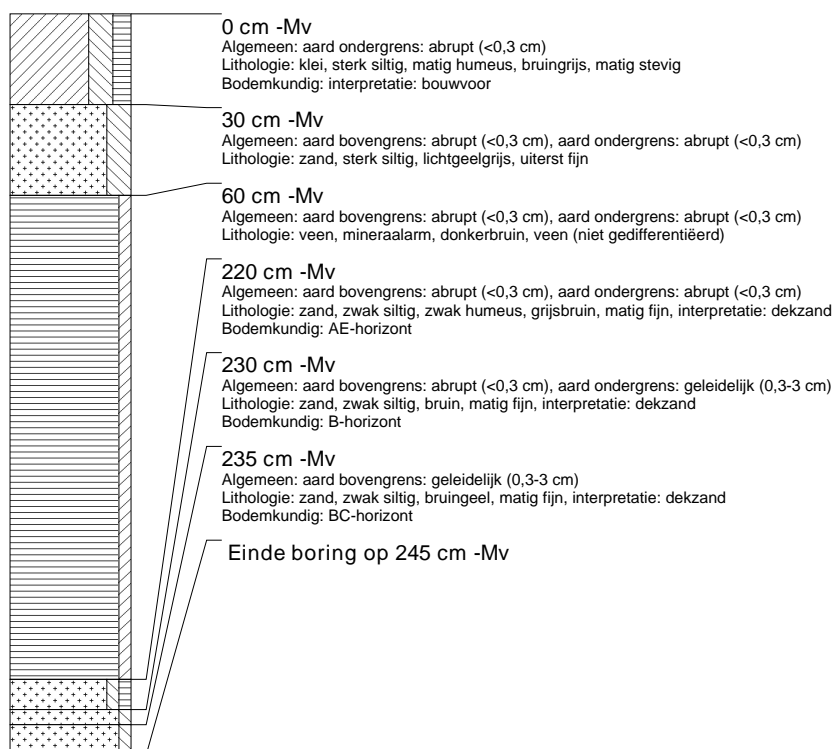 0 cm -Mv
Algemeen: aard ondergrens: abrupt (<0,3 cm)
Lithologie: klei, sterk siltig, matig humeus, bruingrijs, matig stevig
Bodemkundig: interpretatie: bouwvoor
30 cm -Mv
Algemeen: aard bovengrens: abrupt (<0,3 cm), aard ondergrens: abrupt (<0,3 cm)
Lithologie: zand, sterk siltig, lichtgeelgrijs, uiterst fijn
60 cm -Mv
Algemeen: aard bovengrens: abrupt (<0,3 cm), aard ondergrens: abrupt (<0,3 cm)
Lithologie: veen, mineraalarm, donkerbruin, veen (niet gedifferentiëerd)
220 cm -Mv
Algemeen: aard bovengrens: abrupt (<0,3 cm), aard ondergrens: abrupt (<0,3 cm)
Lithologie: zand, zwak siltig, zwak humeus, grijsbruin, matig fijn, interpretatie: dekzand
Bodemkundig: AE-horizont
230 cm -Mv
Algemeen: aard bovengrens: abrupt (<0,3 cm), aard ondergrens: geleidelijk (0,3-3 cm)
Lithologie: zand, zwak siltig, bruin, matig fijn, interpretatie: dekzand
Bodemkundig: B-horizont
235 cm -Mv
Algemeen: aard bovengrens: geleidelijk (0,3-3 cm)
Lithologie: zand, zwak siltig, bruingeel, matig fijn, interpretatie: dekzand
Bodemkundig: BC-horizont
Einde boring op 245 cm -Mv